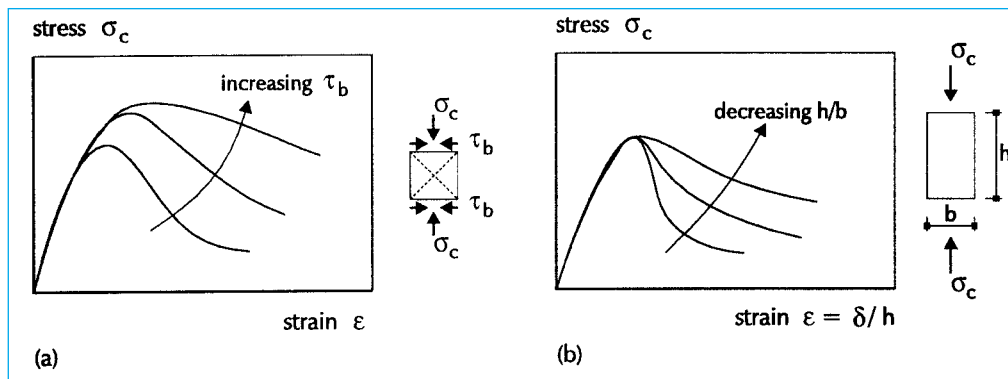 stress σc
increasing τb
σc
τb
τb
σc
strain ε
(a)
stress σc
decreasing h/b
σc
h
b
σc
strain ε = δ/h
(b)